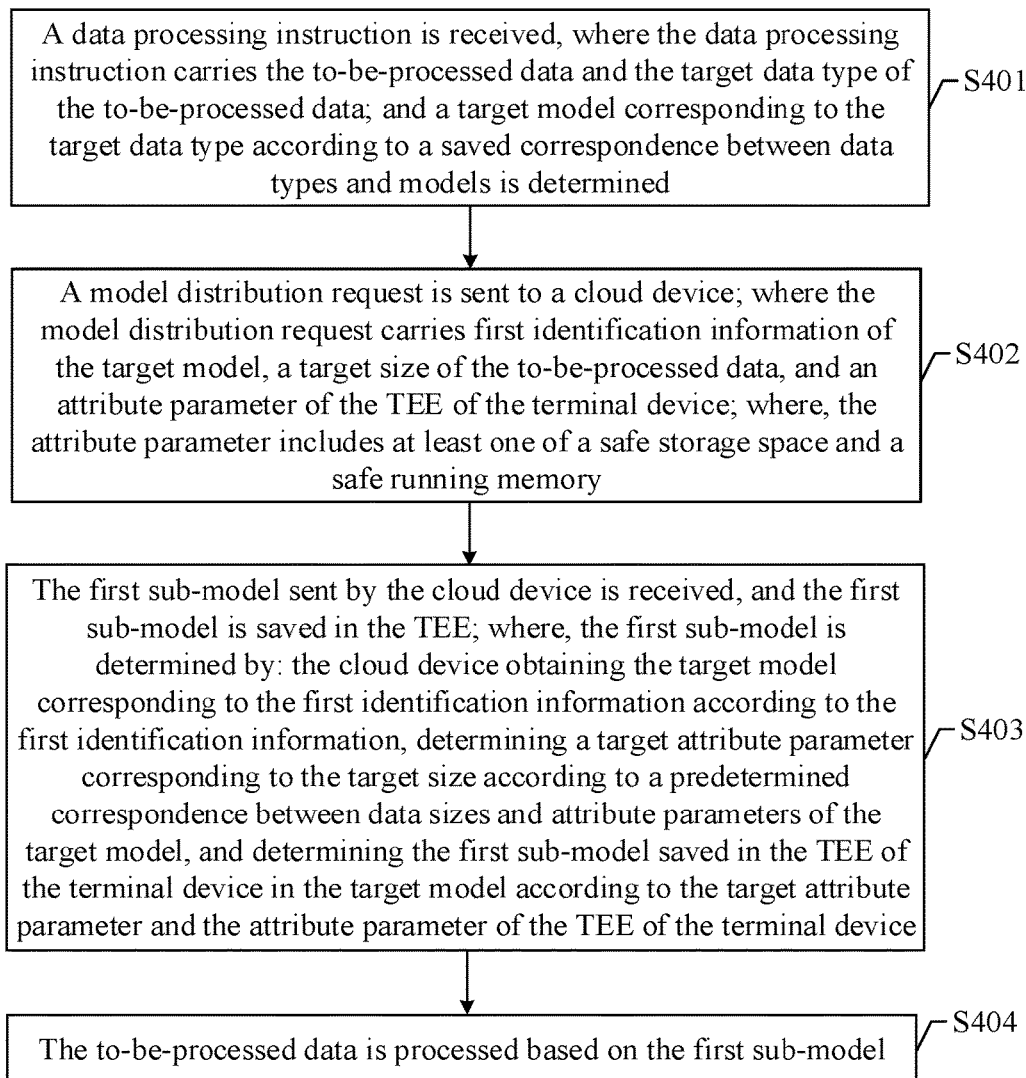 A data processing instruction is received, where the data processing
instruction carries the to-be-processed data and the target data type of
the to-be-processed data; and a target model corresponding to the
target data type according to a saved correspondence between data
types and models is determined
S401
A model distribution request is sent to a cloud device; where the
model distribution request carries first identification information of
the target model, a target size of the to-be-processed data, and an
attribute parameter of the TEE of the terminal device; where, the
attribute parameter includes at least one of a safe storage space and a
safe running memory
S402
The first sub-model sent by the cloud device is received, and the first
sub-model is saved in the TEE; where, the first sub-model is
determined by: the cloud device obtaining the target model
corresponding to the first identification information according to the
first identification information, determining a target attribute parameter
corresponding to the target size according to a predetermined
correspondence between data sizes and attribute parameters of the
target model, and determining the first sub-model saved in the TEE of
the terminal device in the target model according to the target attribute
parameter and the attribute parameter of the TEE of the terminal device
S403
The to-be-processed data is processed based on the first sub-model
S404